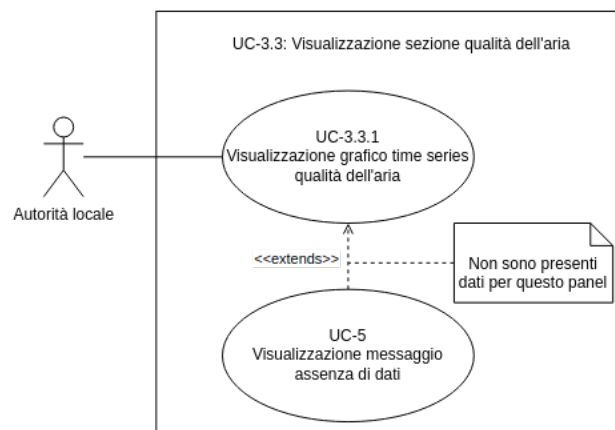 UC-3.3: Visualizzazione sezione qualità dell'aria
UC-3.3.1
Visualizzazione grafico time series
qualità dell'aria
Autorità locale
<<extends>>
Non sono presenti
dati per questo panel
UC-5
Visualizzazione messaggio
assenza di dati